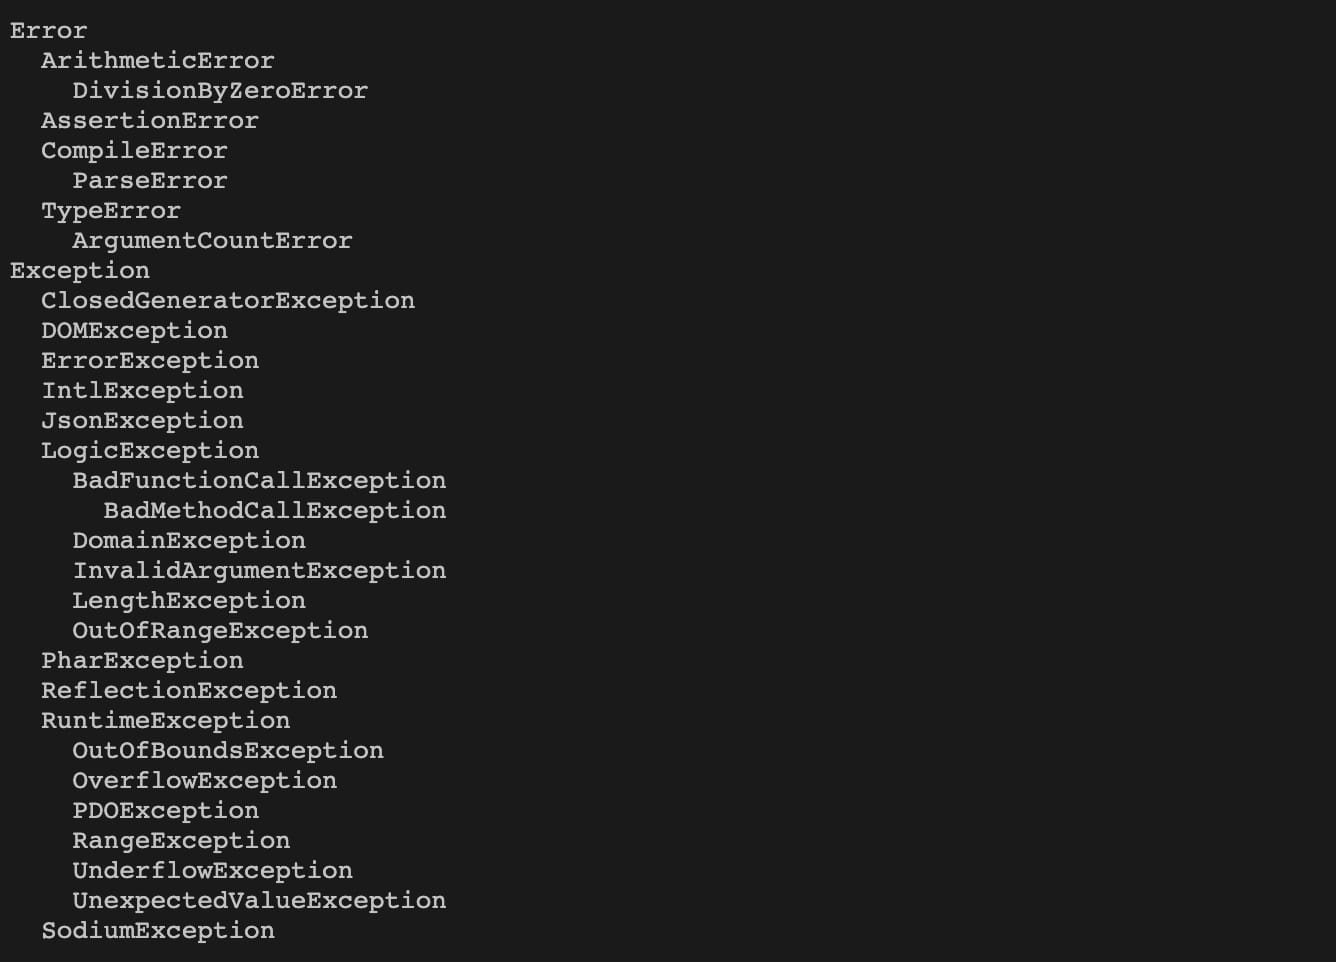 Error
  ArithmeticError
    DivisionByZeroError
  AssertionError
  CompileError
    ParseError
  TypeError
    ArgumentCountError
Exception
  ClosedGeneratorException
  DOMException
  ErrorException
  IntlException
  JsonException
  LogicException
    BadFunctionCallException
      BadMethodCallException
    DomainException
    InvalidArgumentException
    LengthException
    OutOfRangeException
  PharException
  ReflectionException
  RuntimeException
    OutOfBoundsException
    OverflowException
    PDOException
    RangeException
    UnderflowException
    UnexpectedValueException
  SodiumException